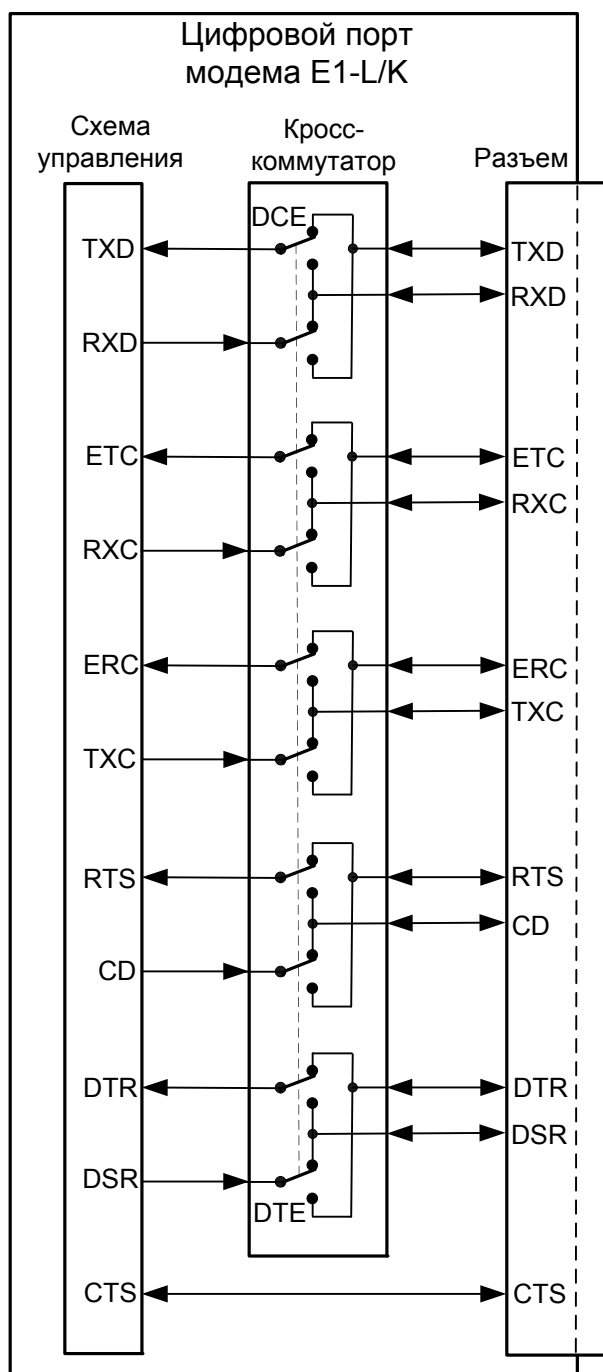 Цифровой порт
модема E1-L/K
Схема
управления
Кросс-
коммутатор
Разъем
DCE
TXD
TXD
RXD
RXD
ETC
ETC
RXC
RXC
ERC
ERC
TXC
TXC
RTS
RTS
CD
CD
DTR
DTR
DSR
DSR
DTE
CTS
CTS